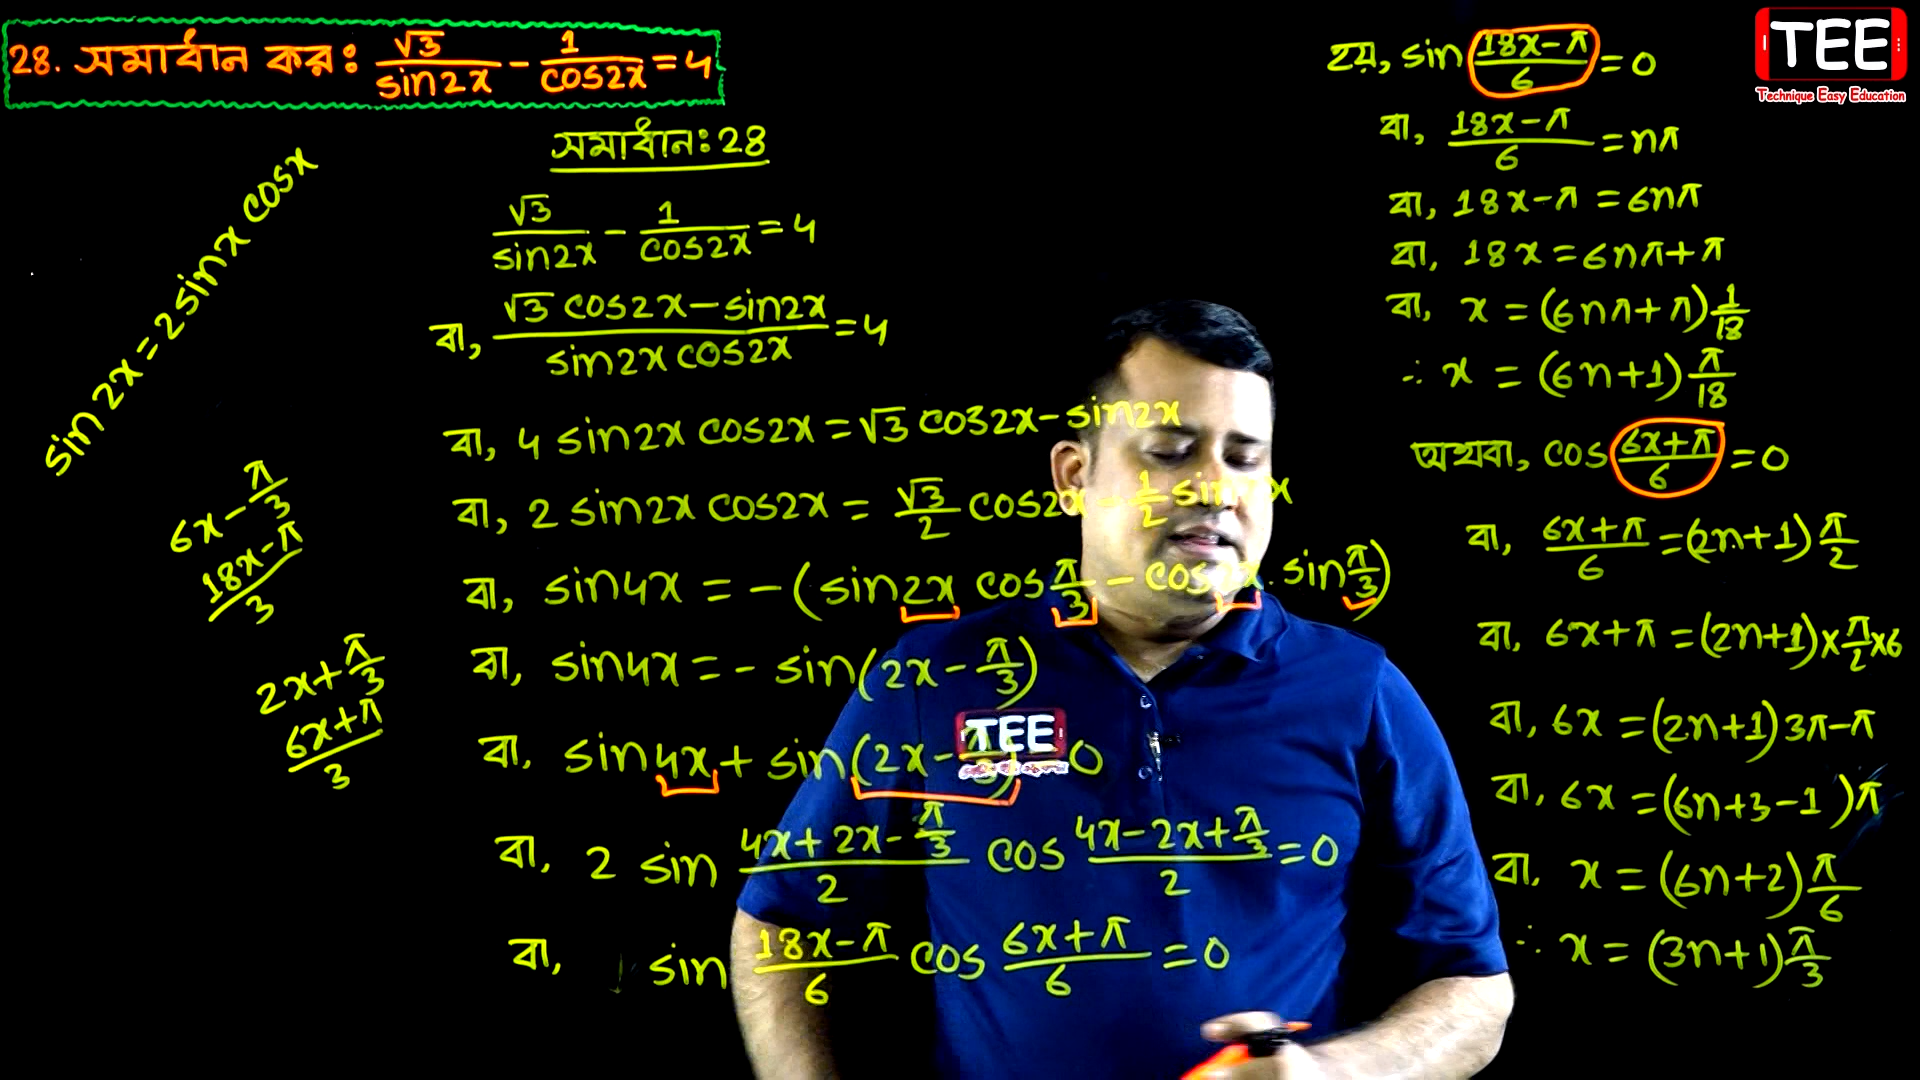 28. সমাধান করঃ √3/sin2x - 1/cos2x = 4
সমাধানঃ 28
√3/sin2x - 1/cos2x = 4
বা, (√3 cos2x - sin2x)/(sin2x cos2x) = 4
বা, 4 sin2x cos2x = √3 cos2x - sin2x
বা, 2 sin2x cos2x = √3/2 cos2x - 1/2 sin2x
বা, sin4x = -(sin2x cos π/3 - cos2x. sin π/3)
বা, sin4x = - sin(2x - π/3)
বা, sin4x + sin(2x - π/3) = 0
বা, 2 sin (4x + 2x - π/3)/2 cos (4x - 2x + π/3)/2 = 0
বা, sin (18x - π)/6 cos (6x + π)/6 = 0
sin2x = 2 sinx cosx
6x - π/3
(18x - π)/3
2x + π/3
(6x + π)/3
হয়, sin (18x - π)/6 = 0
বা, (18x - π)/6 = nπ
বা, 18x - π = 6nπ
বা, 18x = 6nπ + π
বা, x = (6nπ + π) 1/18
∴ x = (6n + 1) π/18
অথবা, cos (6x + π)/6 = 0
বা, (6x + π)/6 = (2n + 1) π/2
বা, 6x + π = (2n + 1) × π/2 × 6
বা, 6x = (2n + 1) 3π - π
বা, 6x = (6n + 3 - 1) π
বা, x = (6n + 2) π/6
∴ x = (3n + 1) π/3
TEE
Technique Easy Education
TEE